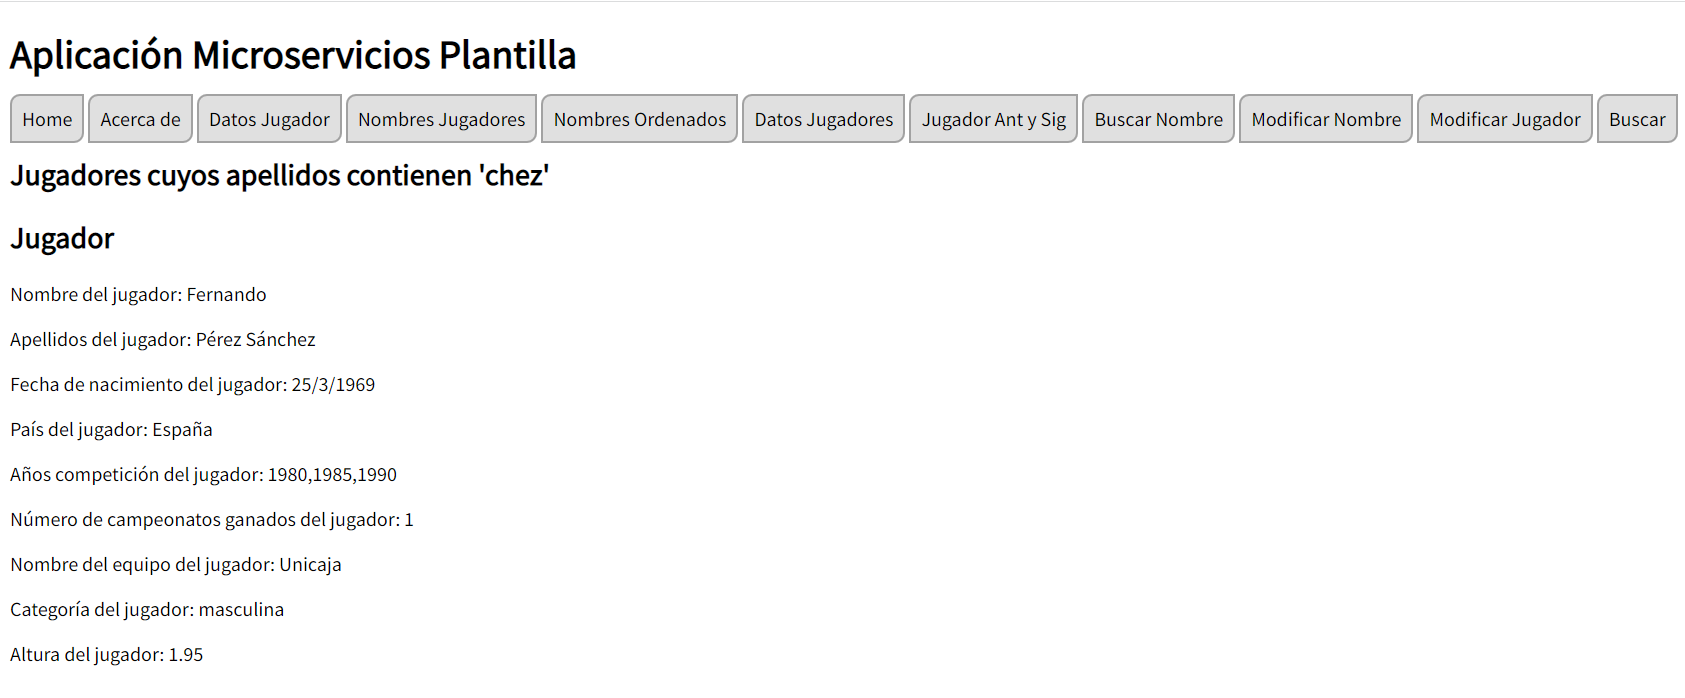 Aplicación Microservicios Plantilla
Home Acerca de Datos Jugador Nombres Jugadores Nombres Ordenados Datos Jugadores Jugador Ant y Sig Buscar Nombre Modificar Nombre Modificar Jugador Buscar
Jugadores cuyos apellidos contienen 'chez'
Jugador
Nombre del jugador: Fernando
Apellidos del jugador: Pérez Sánchez
Fecha de nacimiento del jugador: 25/3/1969
País del jugador: España
Años competición del jugador: 1980,1985,1990
Número de campeonatos ganados del jugador: 1
Nombre del equipo del jugador: Unicaja
Categoría del jugador: masculina
Altura del jugador: 1.95